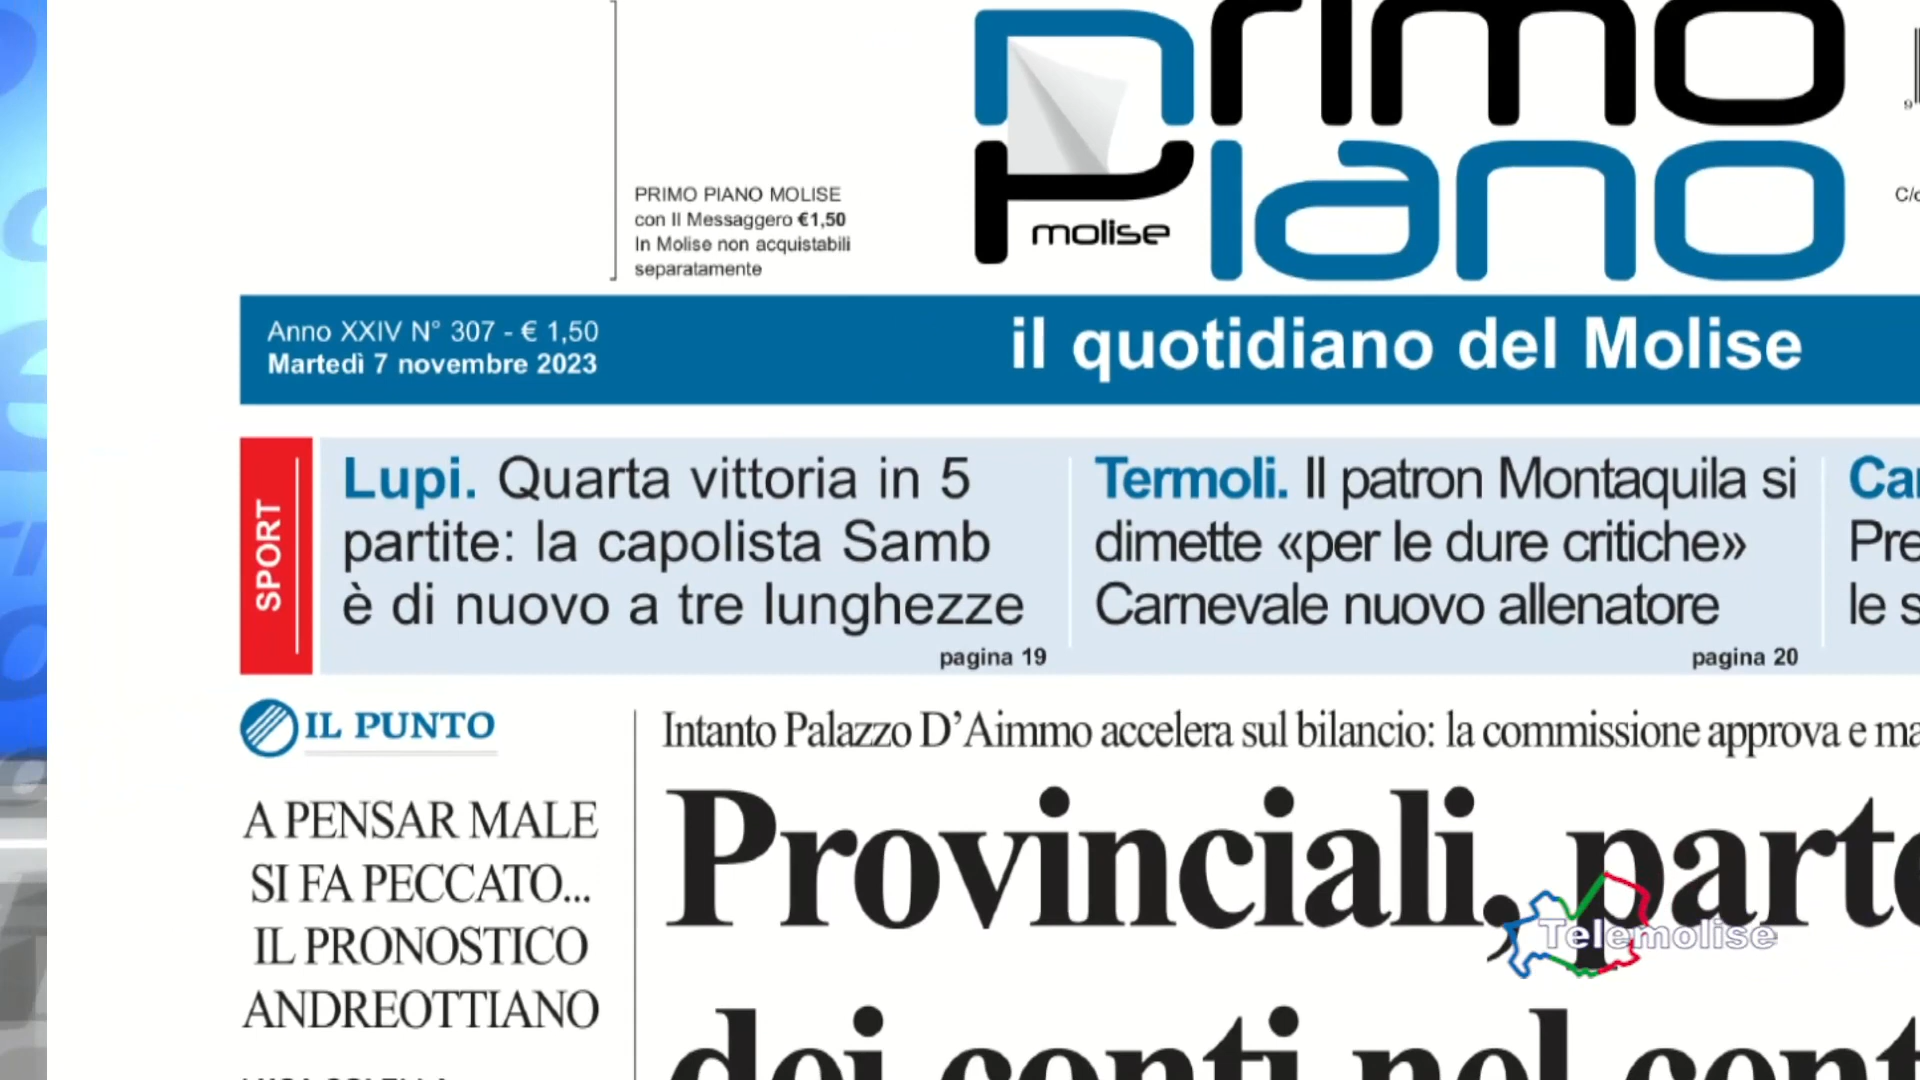 PRIMO PIANO MOLISE
con Il Messaggero €1,50
In Molise non acquistabili
separatamente
Primo
Piano
molise
Anno XXIV N° 307 - € 1,50
Martedì 7 novembre 2023
il quotidiano del Molise
SPORT
Lupi. Quarta vittoria in 5
partite: la capolista Samb
è di nuovo a tre lunghezze
pagina 19
Termoli. Il patron Montaquila si
dimette «per le dure critiche»
Carnevale nuovo allenatore
pagina 20
IL PUNTO
A PENSAR MALE
SI FA PECCATO...
IL PRONOSTICO
ANDREOTTIANO
Intanto Palazzo D'Aimmo accelera sul bilancio: la commissione approva e
Provinciali,
dei conti nel
Telemolise